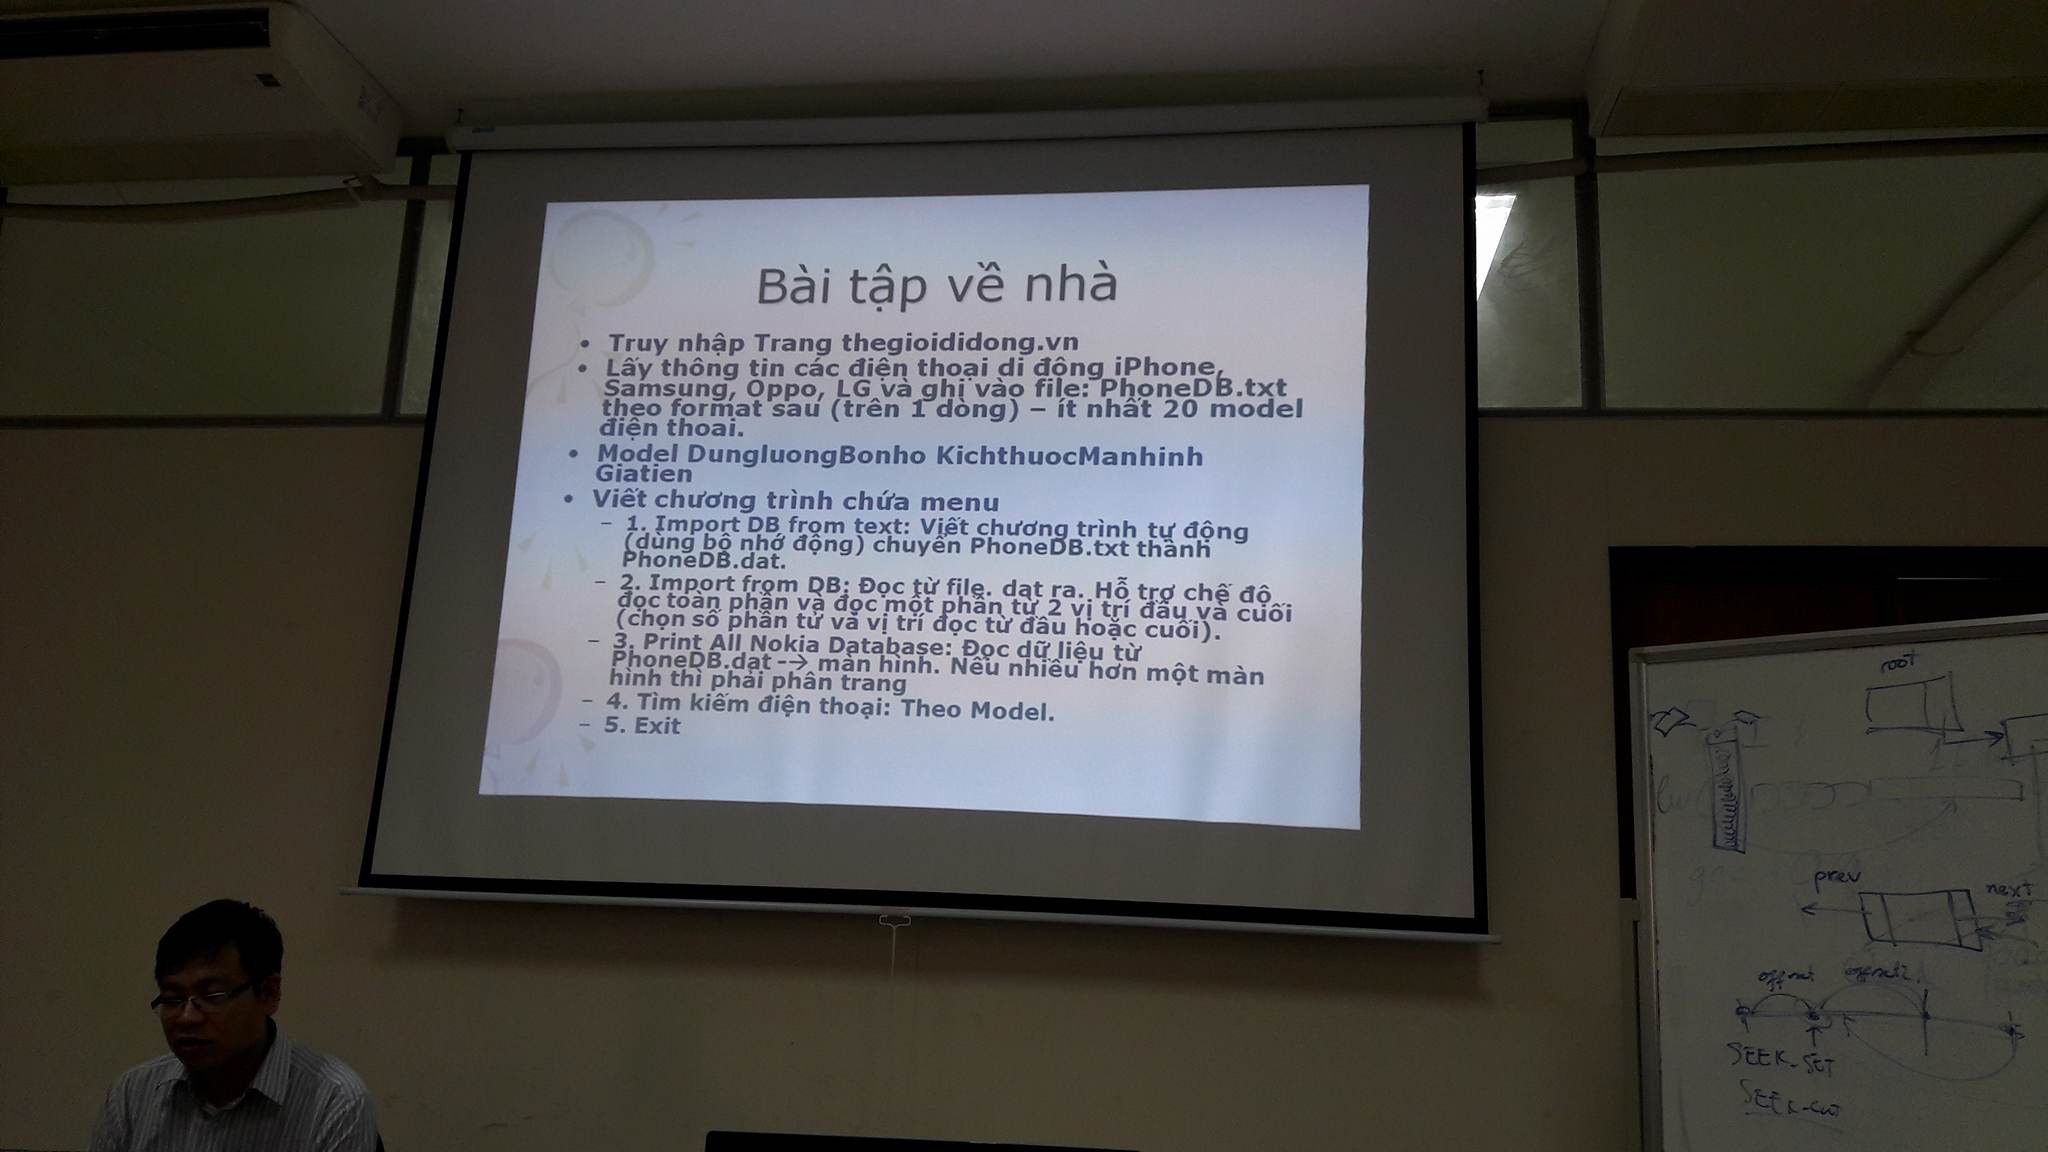 Bài tập về nhà
• Truy nhập Trang thegioididong.vn
• Lấy thông tin các điện thoại di động iPhone,
Samsung, Oppo, LG và ghi vào file: PhoneDB.txt
theo format sau (trên 1 dòng) – ít nhất 20 model
điện thoai.
• Model DungluongBonho KichthuocManhinh
Giatien
• Viết chương trình chứa menu
– 1. Import DB from text: Viết chương trình tự động
(dùng bộ nhớ động) chuyển PhoneDB.txt thành
PhoneDB.dat.
– 2. Import from DB: Đọc từ file. dat ra. Hỗ trợ chế độ
đọc toàn phần và đọc một phần từ 2 vị trí đầu và cuối
(chọn số phần tử và vị trí đọc từ đầu hoặc cuối).
– 3. Print All Nokia Database: Đọc dữ liệu từ
PhoneDB.dat --> màn hình. Nếu nhiều hơn một màn
hình thì phải phân trang
– 4. Tìm kiếm điện thoại: Theo Model.
– 5. Exit
root
prev
next
SEEK-SET